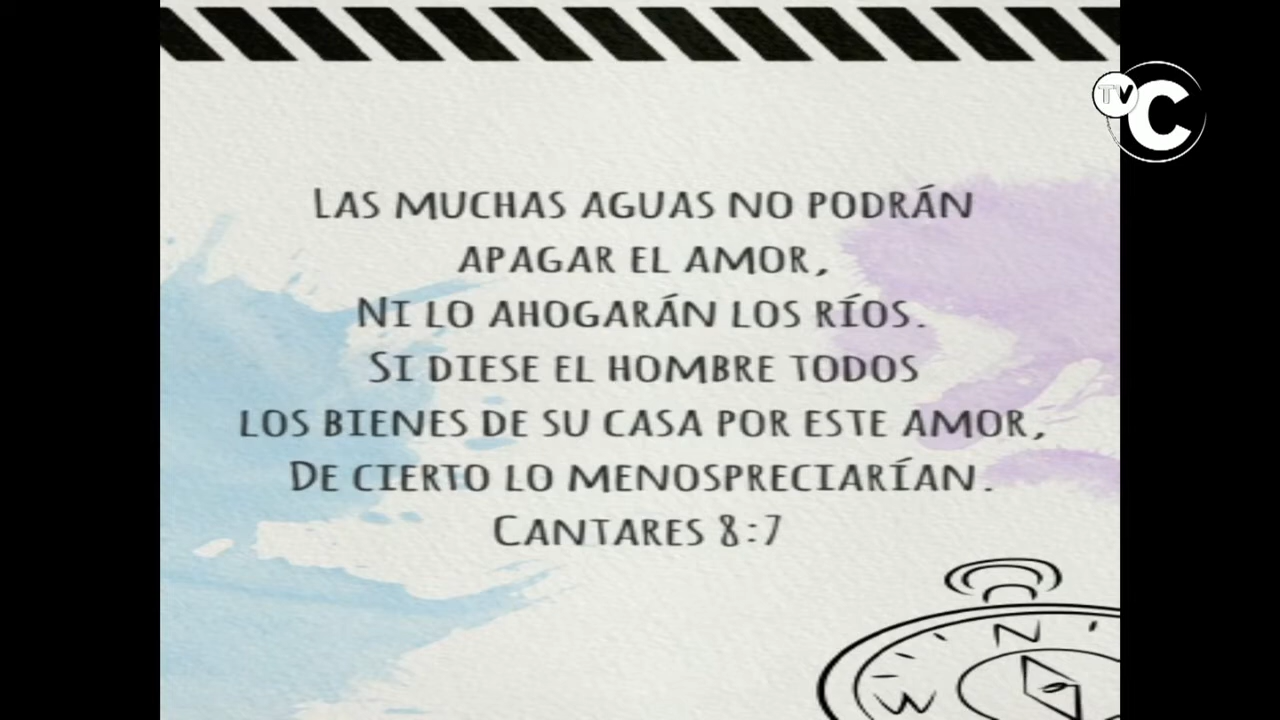 TV C
Las muchas aguas no podrán
apagar el amor,
Ni lo ahogarán los ríos.
Si diese el hombre todos
los bienes de su casa por este amor,
De cierto lo menospreciarían.
Cantares 8:7
N
W